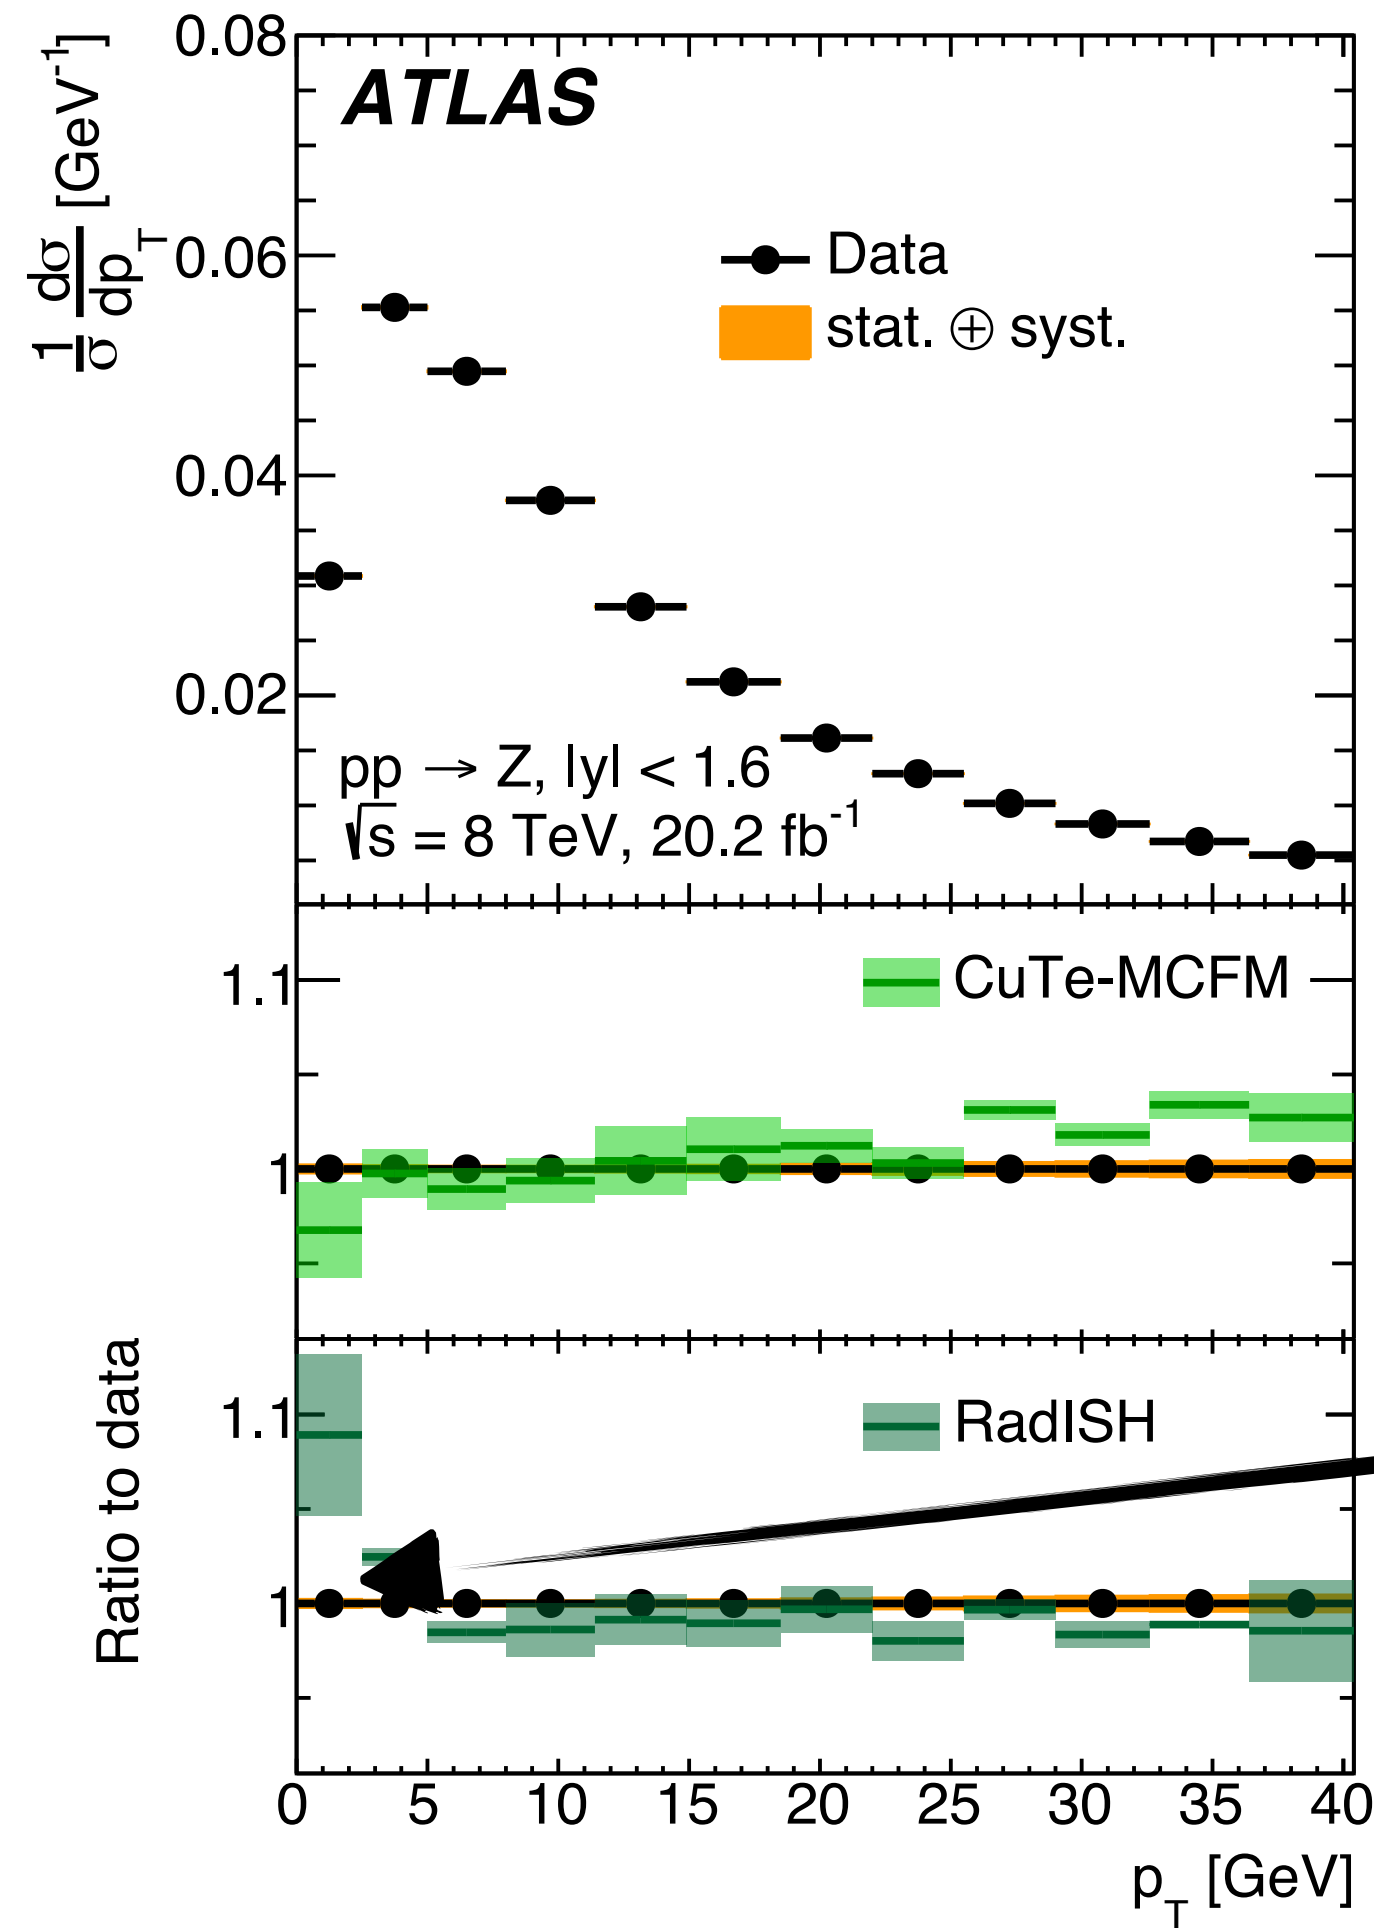 ATLAS
1/σ dσ/dp_T [GeV⁻¹]
0.08
0.06
0.04
0.02
Data
stat. ⊕ syst.
pp → Z, |y| < 1.6
√s = 8 TeV, 20.2 fb⁻¹
1.1
1
CuTe-MCFM
Ratio to data
1.1
1
RadISH
0 5 10 15 20 25 30 35 40
p_T [GeV]